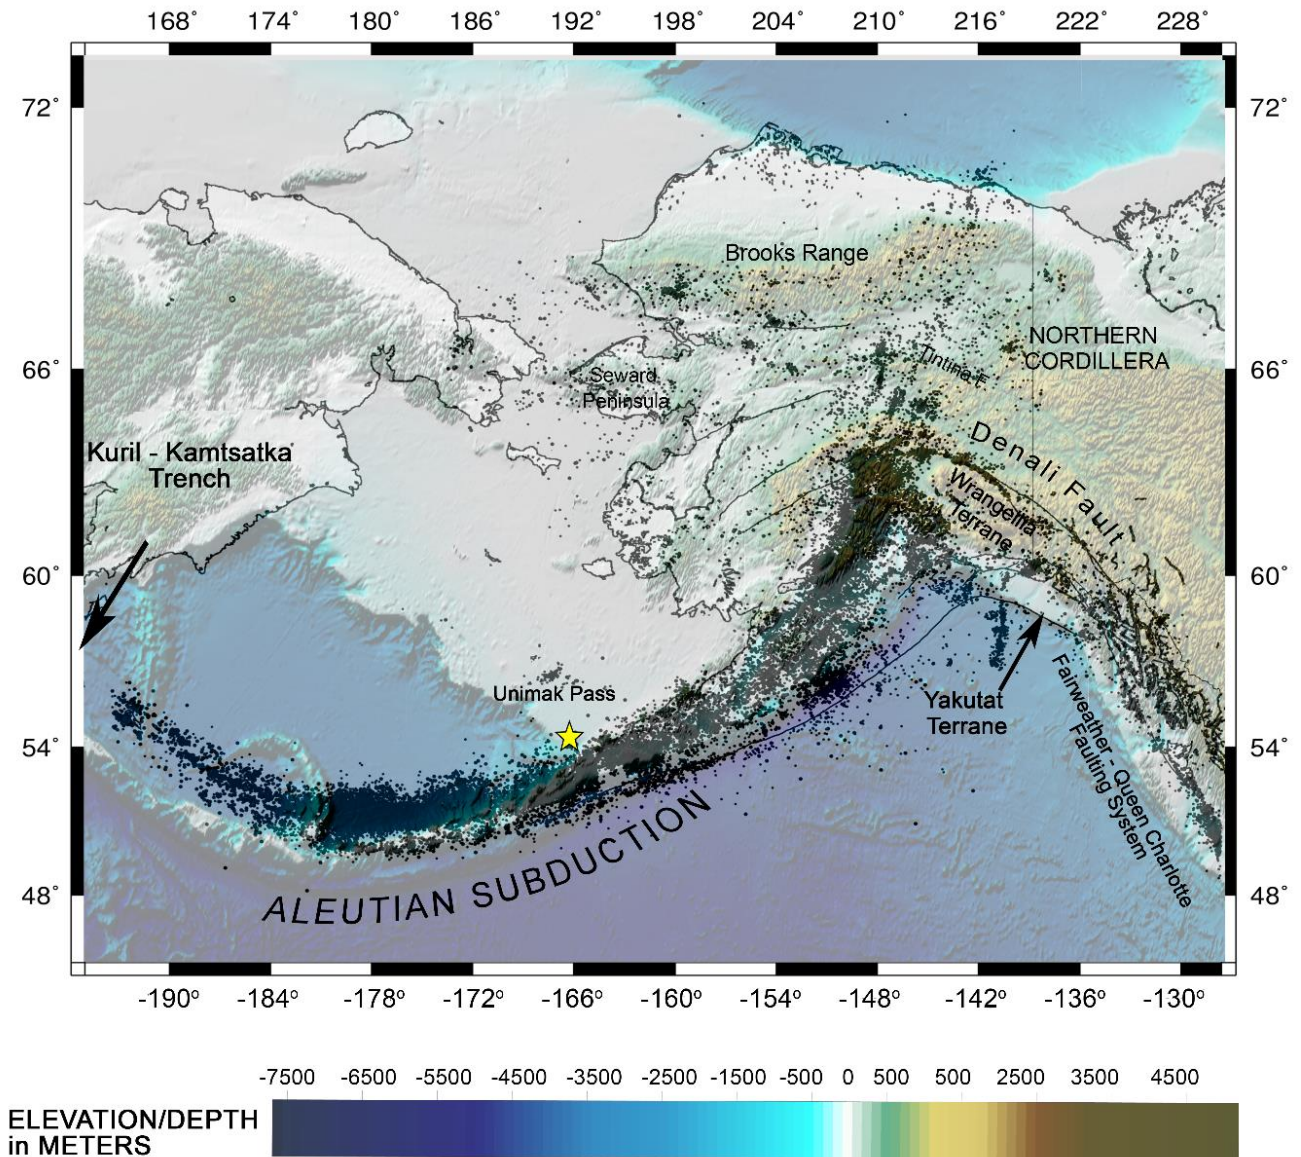 168° 174° 180° 186° 192° 198° 204° 210° 216° 222° 228°
72° 72°
Brooks Range
NORTHERN
CORDILLERA
66° 66°
Tintina F.
Seward
Peninsula
Denali Fault
Kuril - Kamtsatka
Trench
Wrangellia
Terrane
60° 60°
Unimak Pass
Yakutat
Terrane
Fairweather - Queen Charlotte
Faulting System
54° 54°
ALEUTIAN SUBDUCTION
48° 48°
-190° -184° -178° -172° -166° -160° -154° -148° -142° -136° -130°
-7500 -6500 -5500 -4500 -3500 -2500 -1500 -500 0 500 500 2500 3500 4500
ELEVATION/DEPTH
in METERS